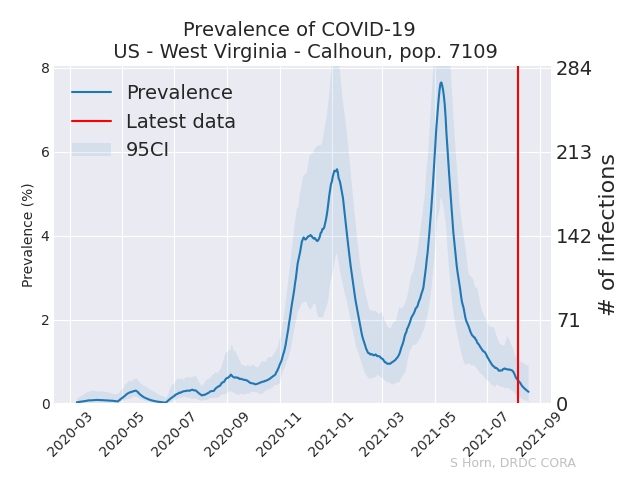 Prevalence of COVID-19
US - West Virginia - Calhoun, pop. 7109
Prevalence
Latest data
95CI
8
6
4
2
0
Prevalence (%)
284
213
142
71
0
# of infections
2020-03
2020-05
2020-07
2020-09
2020-11
2021-01
2021-03
2021-05
2021-07
2021-09
S Horn, DRDC CORA